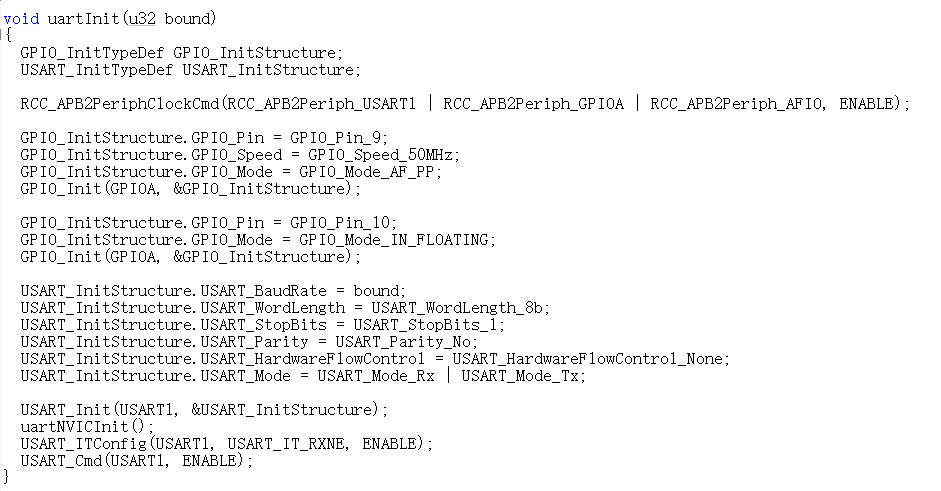 void uartInit(u32 bound)
{
GPIO_InitTypeDef GPIO_InitStructure;
USART_InitTypeDef USART_InitStructure;
RCC_APB2PeriphClockCmd(RCC_APB2Periph_USART1 | RCC_APB2Periph_GPIOA | RCC_APB2Periph_AFIO, ENABLE);
GPIO_InitStructure.GPIO_Pin = GPIO_Pin_9;
GPIO_InitStructure.GPIO_Speed = GPIO_Speed_50MHz;
GPIO_InitStructure.GPIO_Mode = GPIO_Mode_AF_PP;
GPIO_Init(GPIOA, &GPIO_InitStructure);
GPIO_InitStructure.GPIO_Pin = GPIO_Pin_10;
GPIO_InitStructure.GPIO_Mode = GPIO_Mode_IN_FLOATING;
GPIO_Init(GPIOA, &GPIO_InitStructure);
USART_InitStructure.USART_BaudRate = bound;
USART_InitStructure.USART_WordLength = USART_WordLength_8b;
USART_InitStructure.USART_StopBits = USART_StopBits_1;
USART_InitStructure.USART_Parity = USART_Parity_No;
USART_InitStructure.USART_HardwareFlowControl = USART_HardwareFlowControl_None;
USART_InitStructure.USART_Mode = USART_Mode_Rx | USART_Mode_Tx;
USART_Init(USART1, &USART_InitStructure);
uartNVICInit();
USART_ITConfig(USART1, USART_IT_RXNE, ENABLE);
USART_Cmd(USART1, ENABLE);
}